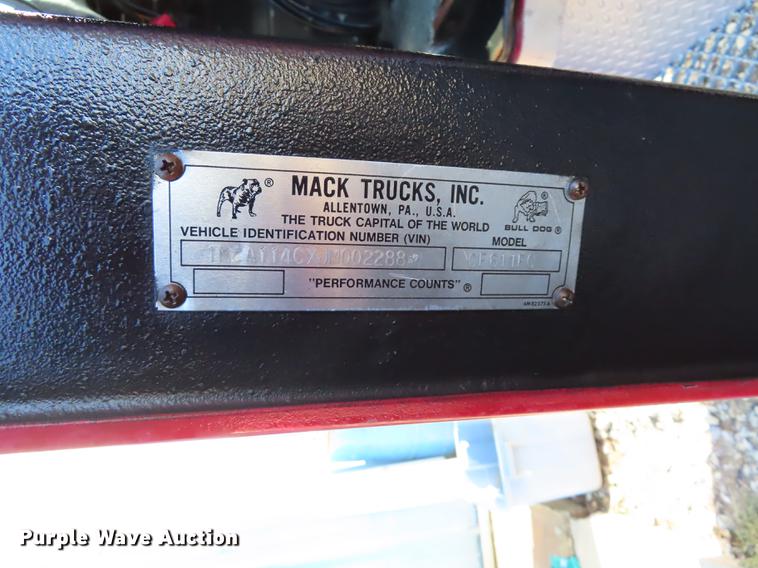 MACK TRUCKS, INC.
ALLENTOWN, PA., U.S.A.
THE TRUCK CAPITAL OF THE WORLD
BULL DOG ®
VEHICLE IDENTIFICATION NUMBER (VIN) MODEL
"PERFORMANCE COUNTS" ®
Purple Wave Auction